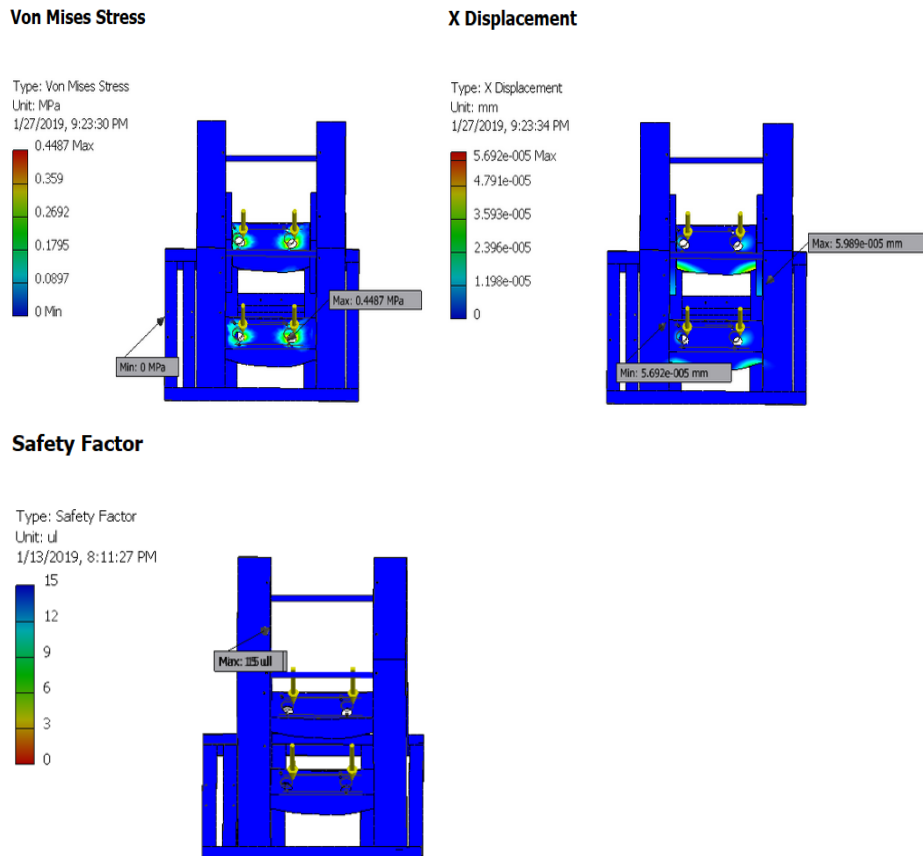 Von Mises Stress
Type: Von Mises Stress
Unit: MPa
1/27/2019, 9:23:30 PM
0.4487 Max
0.359
0.2692
0.1795
0.0897
0 Min
Max: 0.4487 MPa
Min: 0 MPa
X Displacement
Type: X Displacement
Unit: mm
1/27/2019, 9:23:34 PM
5.692e-005 Max
4.791e-005
3.593e-005
2.396e-005
1.198e-005
0
Max: 5.989e-005 mm
Min: 5.692e-005 mm
Safety Factor
Type: Safety Factor
Unit: ul
1/13/2019, 8:11:27 PM
15
12
9
6
3
0
Max: 15 ul